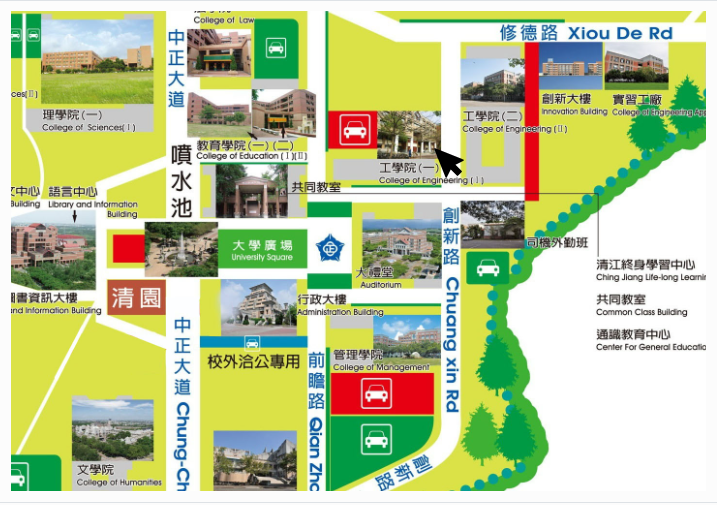 College of Law
修德路 Xiou De Rd
中正大道
理學院(一)
College of Sciences(Ⅰ)
ces(Ⅱ)
教育學院(一)(二)
College of Education (Ⅰ)(Ⅱ)
工學院(二)
College of Engineering (Ⅱ)
創新大樓
Innovation Building
實習工廠
College of Engineering App
工學院(一)
College of Engineering (Ⅰ)
噴水池
共同教室
文中心
Building
語言中心
Library and Information
Building
大學廣場
University Square
大禮堂
Auditorium
創新路 Chuang xin Rd
司機外勤班
清江終身學習中心
Ching Jiang Life-long Learnin
共同教室
Common Class Building
通識教育中心
Center For General Educatio
圖書資訊大樓
and Information Building
清園
行政大樓
Administration Building
中正大道 Chung-Ch
校外洽公專用
前瞻路 Qian Zha
管理學院
College of Management
文學院
College of Humanities
創新路